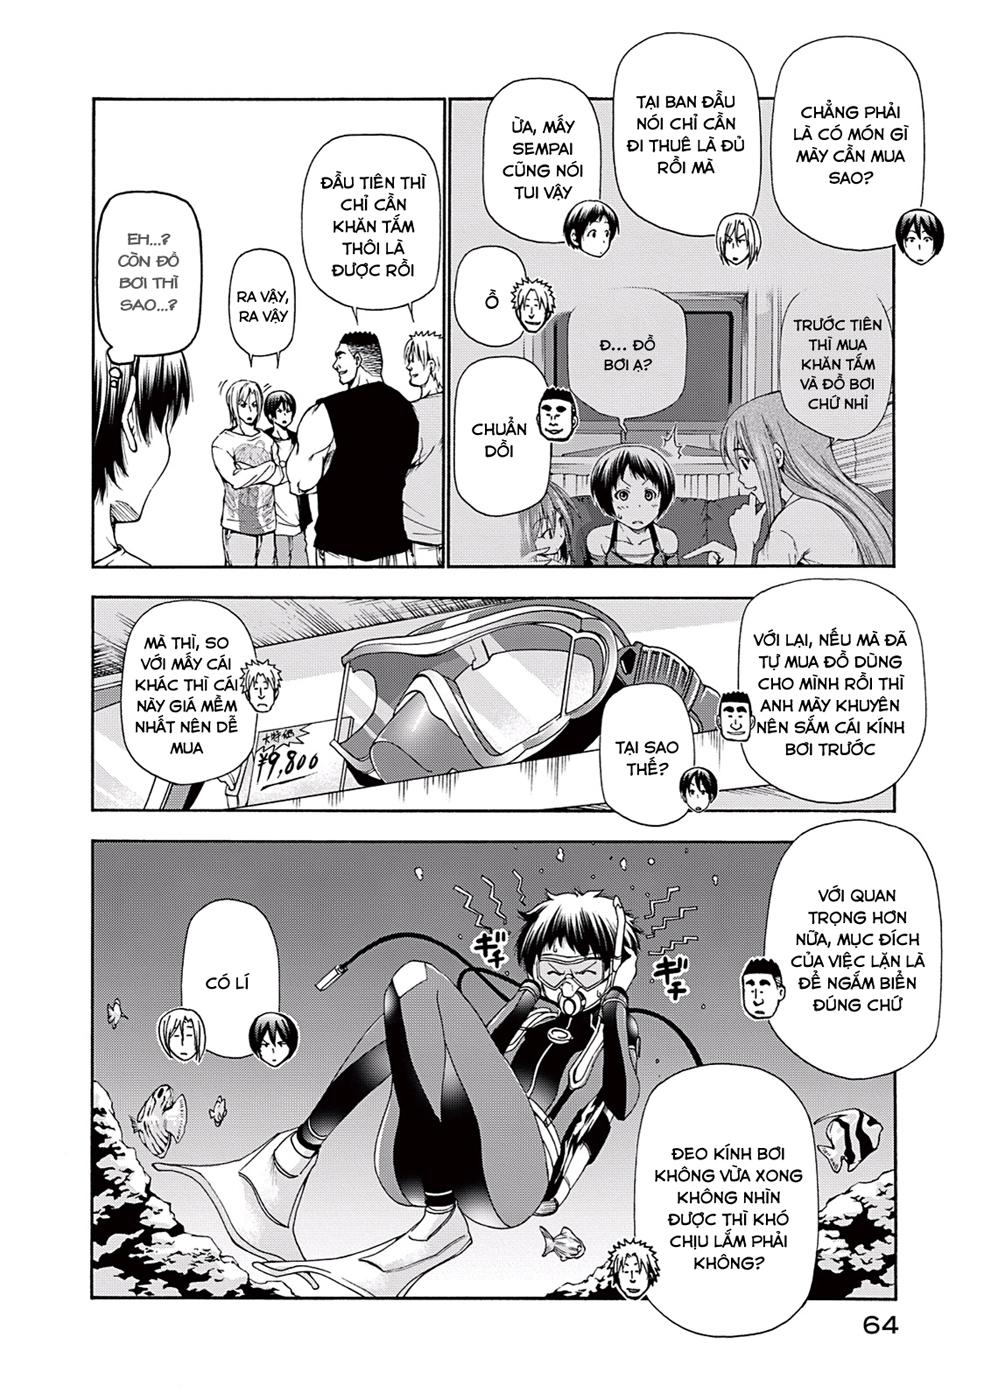 CHẲNG PHẢI
LÀ CÓ MÓN GÌ
MÀY CẦN MUA
SAO?
TẠI BAN ĐẦU
NÓI CHỈ CẦN
ĐI THUÊ LÀ ĐỦ
RỒI MÀ
ỪA, MẤY
SEMPAI
CŨNG NÓI
TUI VẬY
TRƯỚC TIÊN
THÌ MUA
KHĂN TẮM
VÀ ĐỒ BƠI
CHỨ NHỈ
Đ... ĐỒ
BƠI Ạ?
Ồ
CHUẨN
DỒI
ĐẦU TIÊN THÌ
CHỈ CẦN
KHĂN TẮM
THÔI LÀ
ĐƯỢC RỒI
RA VẬY,
RA VẬY
EH...?
CÒN ĐỒ
BƠI THÌ
SAO...?
VỚI LẠI, NẾU MÀ ĐÃ
TỰ MUA ĐỒ DÙNG
CHO MÌNH RỒI THÌ
ANH MÀY KHUYÊN
NÊN SẮM CÁI KÍNH
BƠI TRƯỚC
TẠI SAO
THẾ?
MÀ THÌ, SO
VỚI MẤY CÁI
KHÁC THÌ CÁI
NÀY GIÁ MỀM
NHẤT NÊN DỄ
MUA
大特価
¥9,800
VỚI QUAN
TRỌNG HƠN
NỮA, MỤC ĐÍCH
CỦA VIỆC LẶN LÀ
ĐỂ NGẮM BIỂN
ĐÚNG CHỨ
ギチ
ギチ
CÓ LÍ
ĐEO KÍNH BƠI
KHÔNG VỪA XONG
KHÔNG NHÌN
ĐƯỢC THÌ KHÓ
CHỊU LẮM PHẢI
KHÔNG?
64